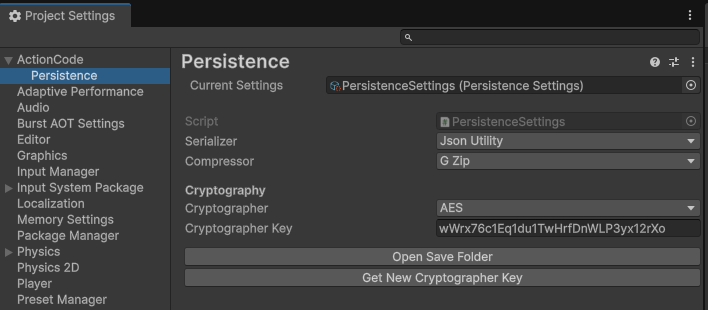 Project Settings
ActionCode
Persistence
Adaptive Performance
Audio
Burst AOT Settings
Editor
Graphics
Input Manager
Input System Package
Localization
Memory Settings
Package Manager
Physics
Physics 2D
Player
Preset Manager
Persistence
Current Settings PersistenceSettings (Persistence Settings)
Script PersistenceSettings
Serializer Json Utility
Compressor G Zip
Cryptography
Cryptographer AES
Cryptographer Key wWrx76c1Eq1du1TwHrfDnWLP3yx12rXo
Open Save Folder
Get New Cryptographer Key